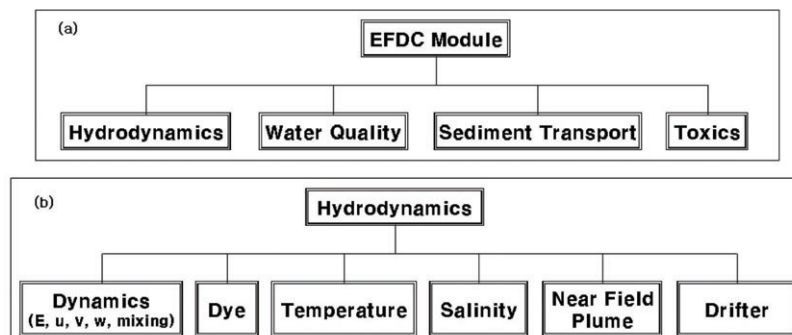 (a)
EFDC Module
Hydrodynamics
Water Quality
Sediment Transport
Toxics
(b)
Hydrodynamics
Dynamics
(E, u, v, w, mixing)
Dye
Temperature
Salinity
Near Field
Plume
Drifter